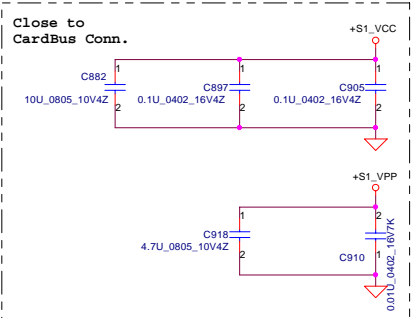 Close to
CardBus Conn.
+S1_VCC
1
1
1
C882
C897
C905
10U_0805_10V4Z
0.1U_0402_16V4Z
0.1U_0402_16V4Z
2
2
2
+S1_VPP
1
2
C918
4.7U_0805_10V4Z
C910
0.01U_0402_16V7K
2
1